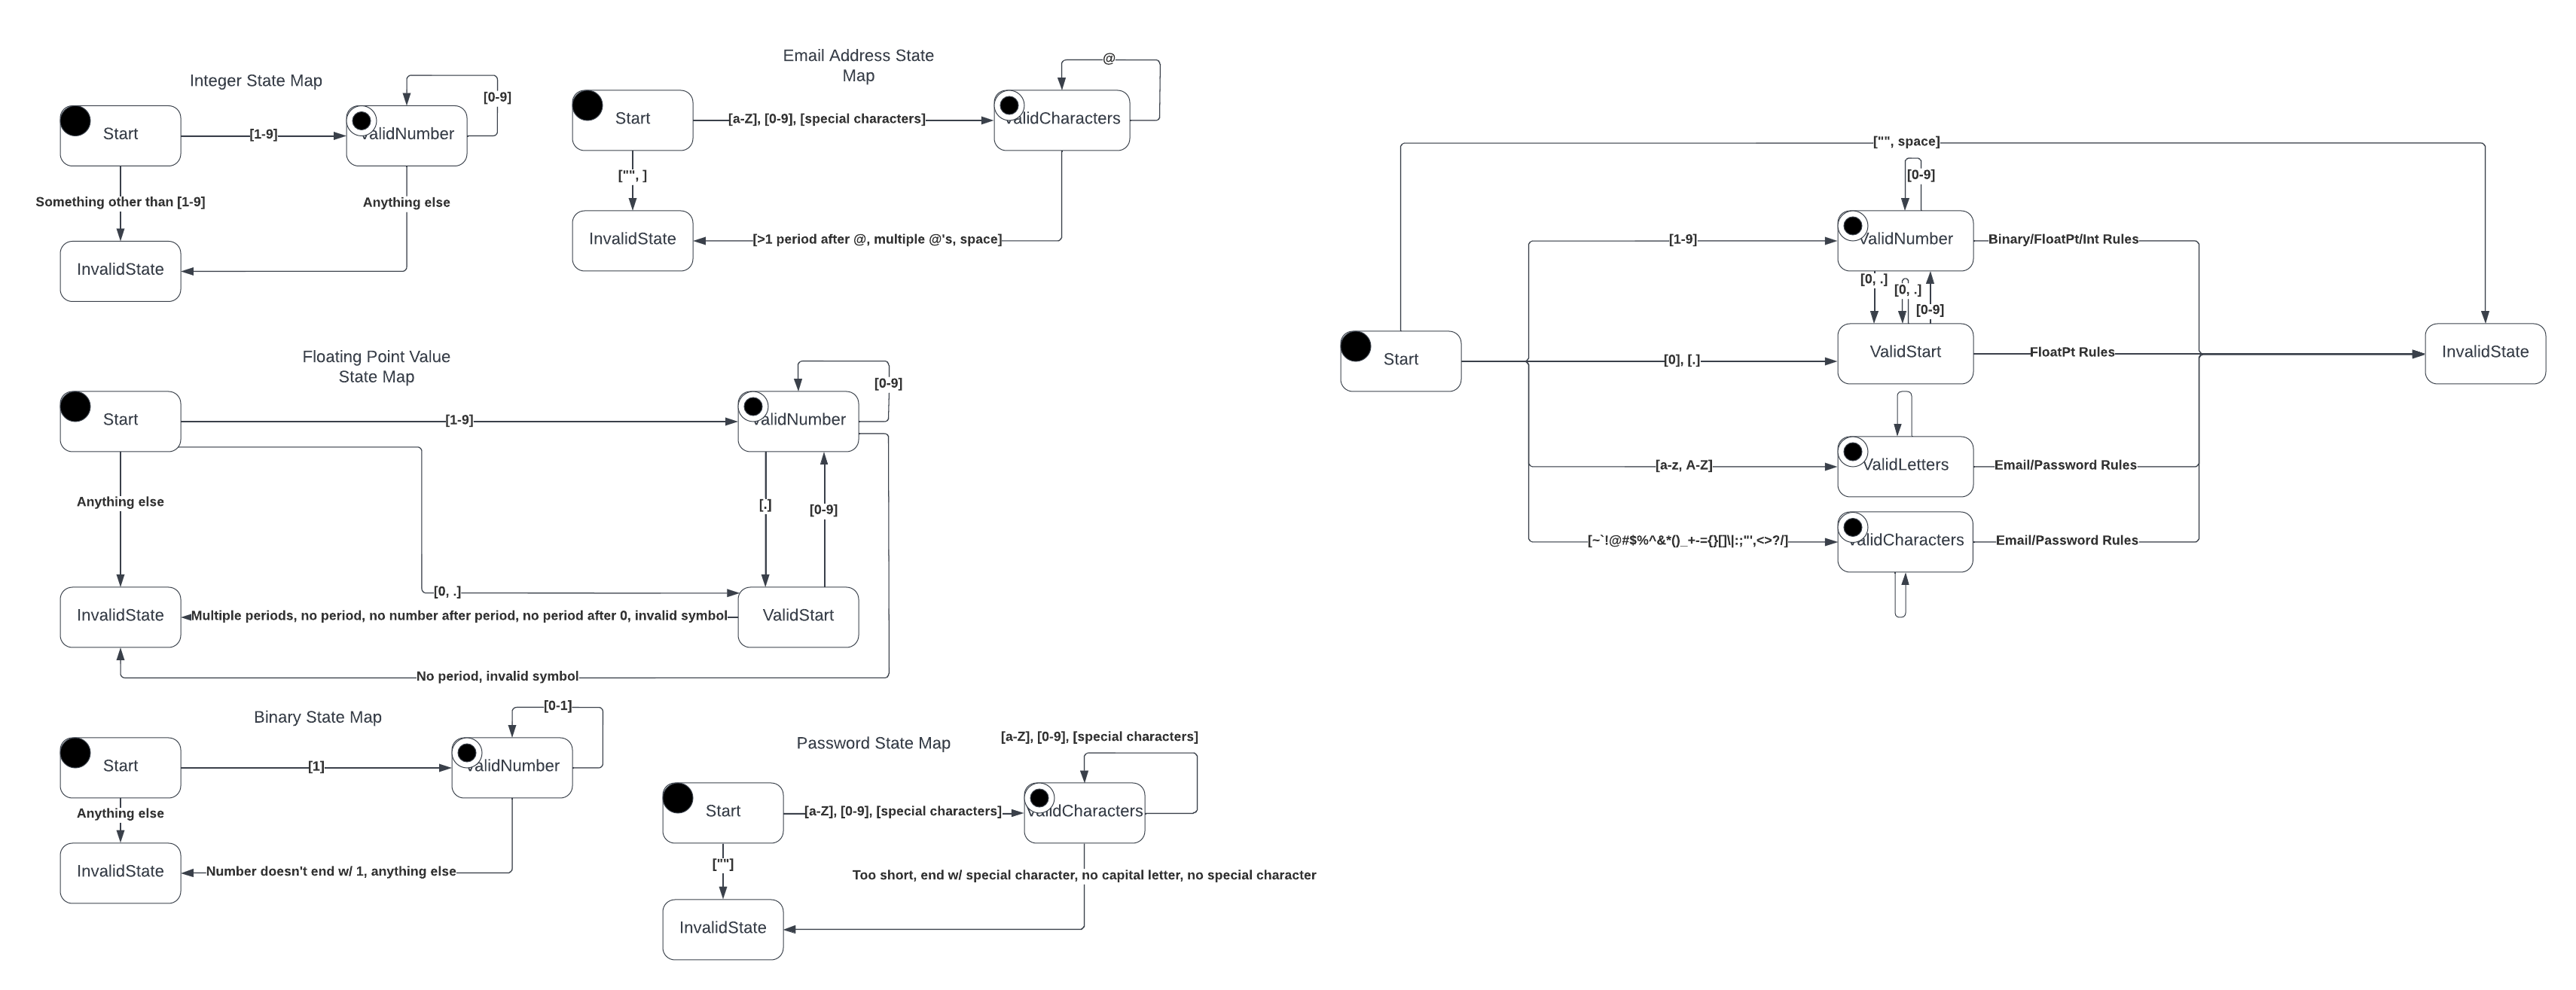 Integer State Map
Start
[1-9]
ValidNumber
[0-9]
Something other than [1-9]
Anything else
InvalidState
Email Address State
Map
Start
[a-Z], [0-9], [special characters]
ValidCharacters
@
["", ]
InvalidState
[>1 period after @, multiple @'s, space]
Floating Point Value
State Map
Start
[1-9]
ValidNumber
[0-9]
Anything else
[.]
[0-9]
[0, .]
InvalidState
Multiple periods, no period, no number after period, no period after 0, invalid symbol
ValidStart
No period, invalid symbol
Binary State Map
Start
[1]
ValidNumber
[0-1]
Anything else
InvalidState
Number doesn't end w/ 1, anything else
Password State Map
[a-Z], [0-9], [special characters]
Start
[a-Z], [0-9], [special characters]
ValidCharacters
[""]
Too short, end w/ special character, no capital letter, no special character
InvalidState
["", space]
[0-9]
[1-9]
ValidNumber
Binary/FloatPt/Int Rules
[0, .]
[0, .]
[0-9]
Start
[0], [.]
ValidStart
FloatPt Rules
InvalidState
[a-z, A-Z]
ValidLetters
Email/Password Rules
[~`!@#$%^&*()_+-={}[]\|:;"',<>?/]
ValidCharacters
Email/Password Rules